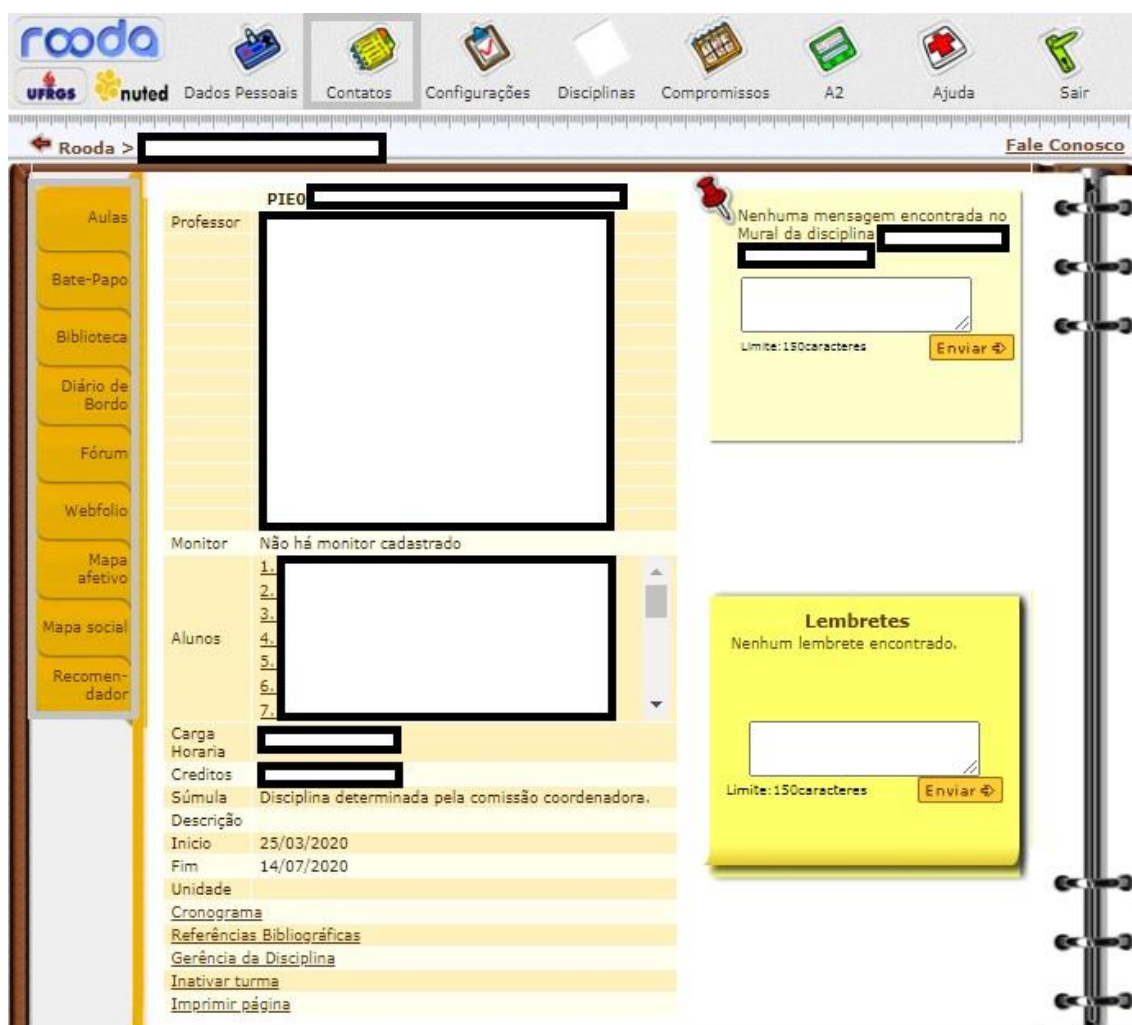 rooda
UFRGS nuted
Dados Pessoais Contatos Configurações Disciplinas Compromissos A2 Ajuda Sair
Rooda >
Fale Conosco
Aulas
Bate-Papo
Biblioteca
Diário de
Bordo
Fórum
Webfolio
Mapa
afetivo
Mapa social
Recomen-
dador
PIEO
Professor
Monitor Não há monitor cadastrado
Alunos
1.
2.
3.
4.
5.
6.
7.
Carga
Horaria
Creditos
Súmula Disciplina determinada pela comissão coordenadora.
Descrição
Inicio 25/03/2020
Fim 14/07/2020
Unidade
Cronograma
Referências Bibliográficas
Gerência da Disciplina
Inativar turma
Imprimir página
Nenhuma mensagem encontrada no
Mural da disciplina
Limite:150caracteres Enviar
Lembretes
Nenhum lembrete encontrado.
Limite:150caracteres Enviar